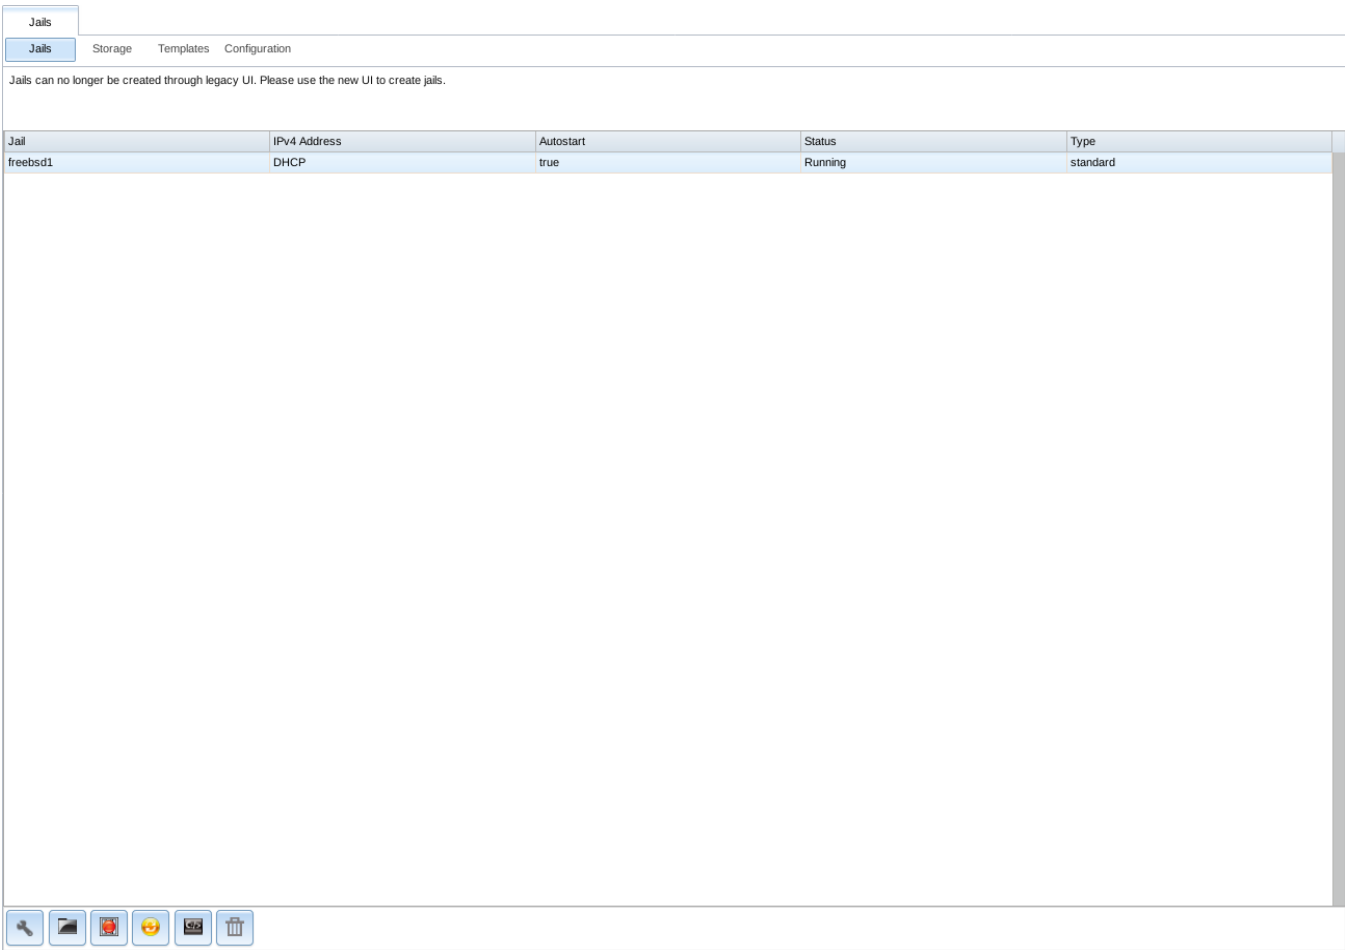 Jails
Jails Storage Templates Configuration
Jails can no longer be created through legacy UI. Please use the new UI to create jails.
Jail IPv4 Address Autostart Status Type
freebsd1 DHCP true Running standard